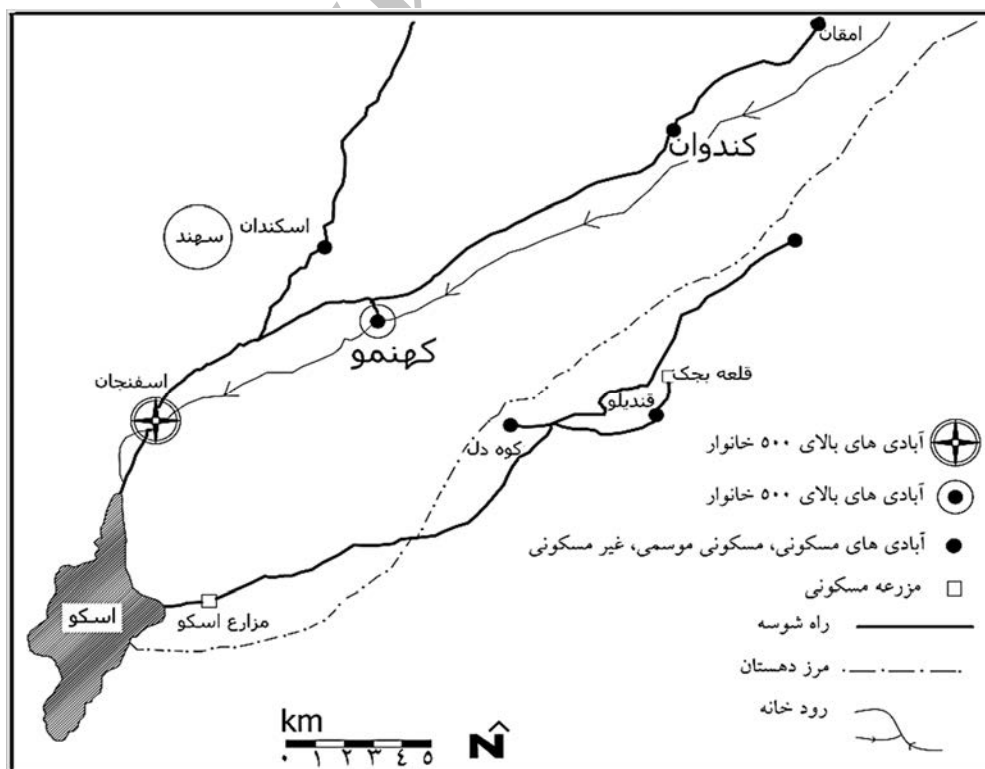 امقان
کندوان
اسکندان
سهند
کهنمو
اسفنجان
قلعه بجک
قندیلو
کوه دل
آبادی های بالای ۵۰۰ خانوار
آبادی های بالای ۵۰۰ خانوار
آبادی های مسکونی، مسکونی موسمی، غیر مسکونی
مزرعه مسکونی
راه شوسه
مرز دهستان
رود خانه
اسکو
مزارع اسکو
km
۰ ۱ ۲ ۳ ٤ ۵
N